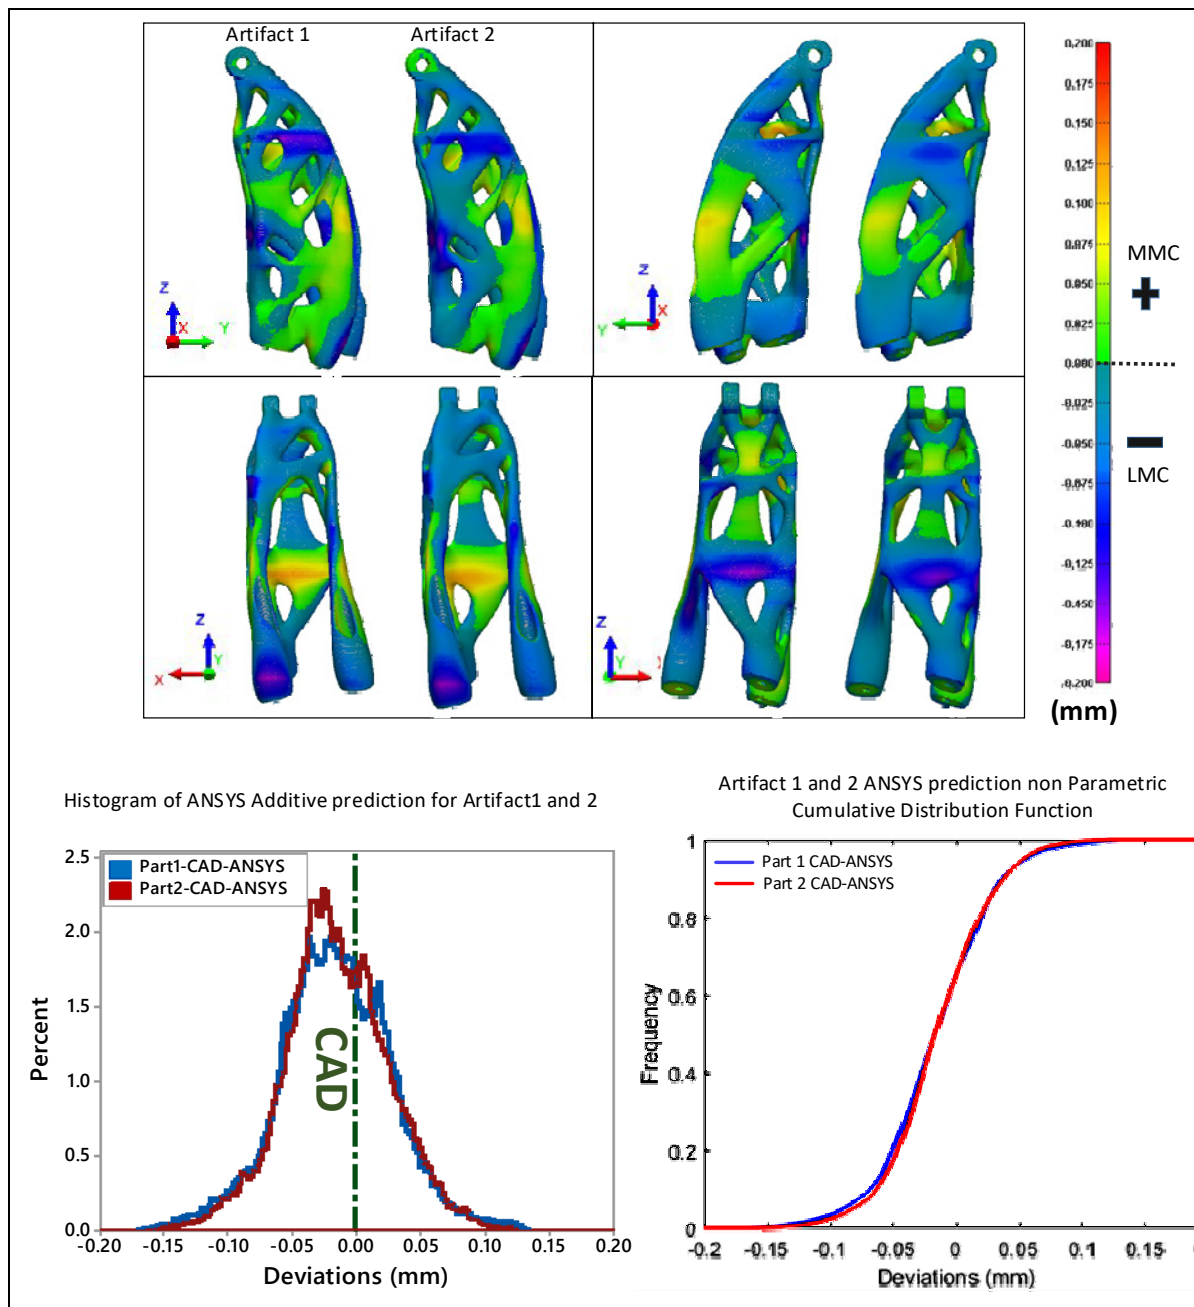 Artifact 1
Artifact 2
Z
X
Y
Z
X
Y
Z
Y
X
Z
Y
0.200
0.175
0.150
0.125
0.100
0.075
0.050
0.025
0.000
-0.025
-0.050
-0.075
-0.100
-0.125
-0.150
-0.175
-0.200
MMC
LMC
(mm)
Histogram of ANSYS Additive prediction for Artifact1 and 2
Part1-CAD-ANSYS
Part2-CAD-ANSYS
2.5
2.0
1.5
1.0
0.5
0.0
Percent
CAD
-0.20
-0.10
-0.05
0.00
0.05
0.10
0.15
0.20
Deviations (mm)
Artifact 1 and 2 ANSYS prediction non Parametric
Cumulative Distribution Function
Part 1 CAD-ANSYS
Part 2 CAD-ANSYS
1
0.8
0.6
0.4
0.2
0
Frequency
-0.2
-0.15
-0.1
-0.05
0
0.05
0.1
0.15
Deviations (mm)